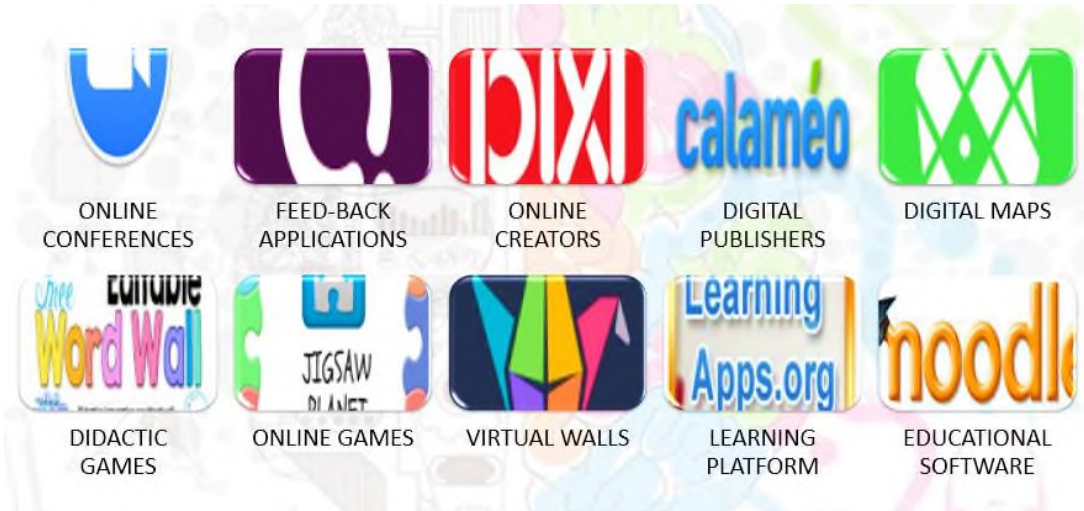 calaméo
ONLINE
CONFERENCES
FEED-BACK
APPLICATIONS
ONLINE
CREATORS
DIGITAL
PUBLISHERS
DIGITAL MAPS
Free Editable
Word Wall
JIGSAW
PLANET
Learning
Apps.org
moodle
DIDACTIC
GAMES
ONLINE GAMES
VIRTUAL WALLS
LEARNING
PLATFORM
EDUCATIONAL
SOFTWARE